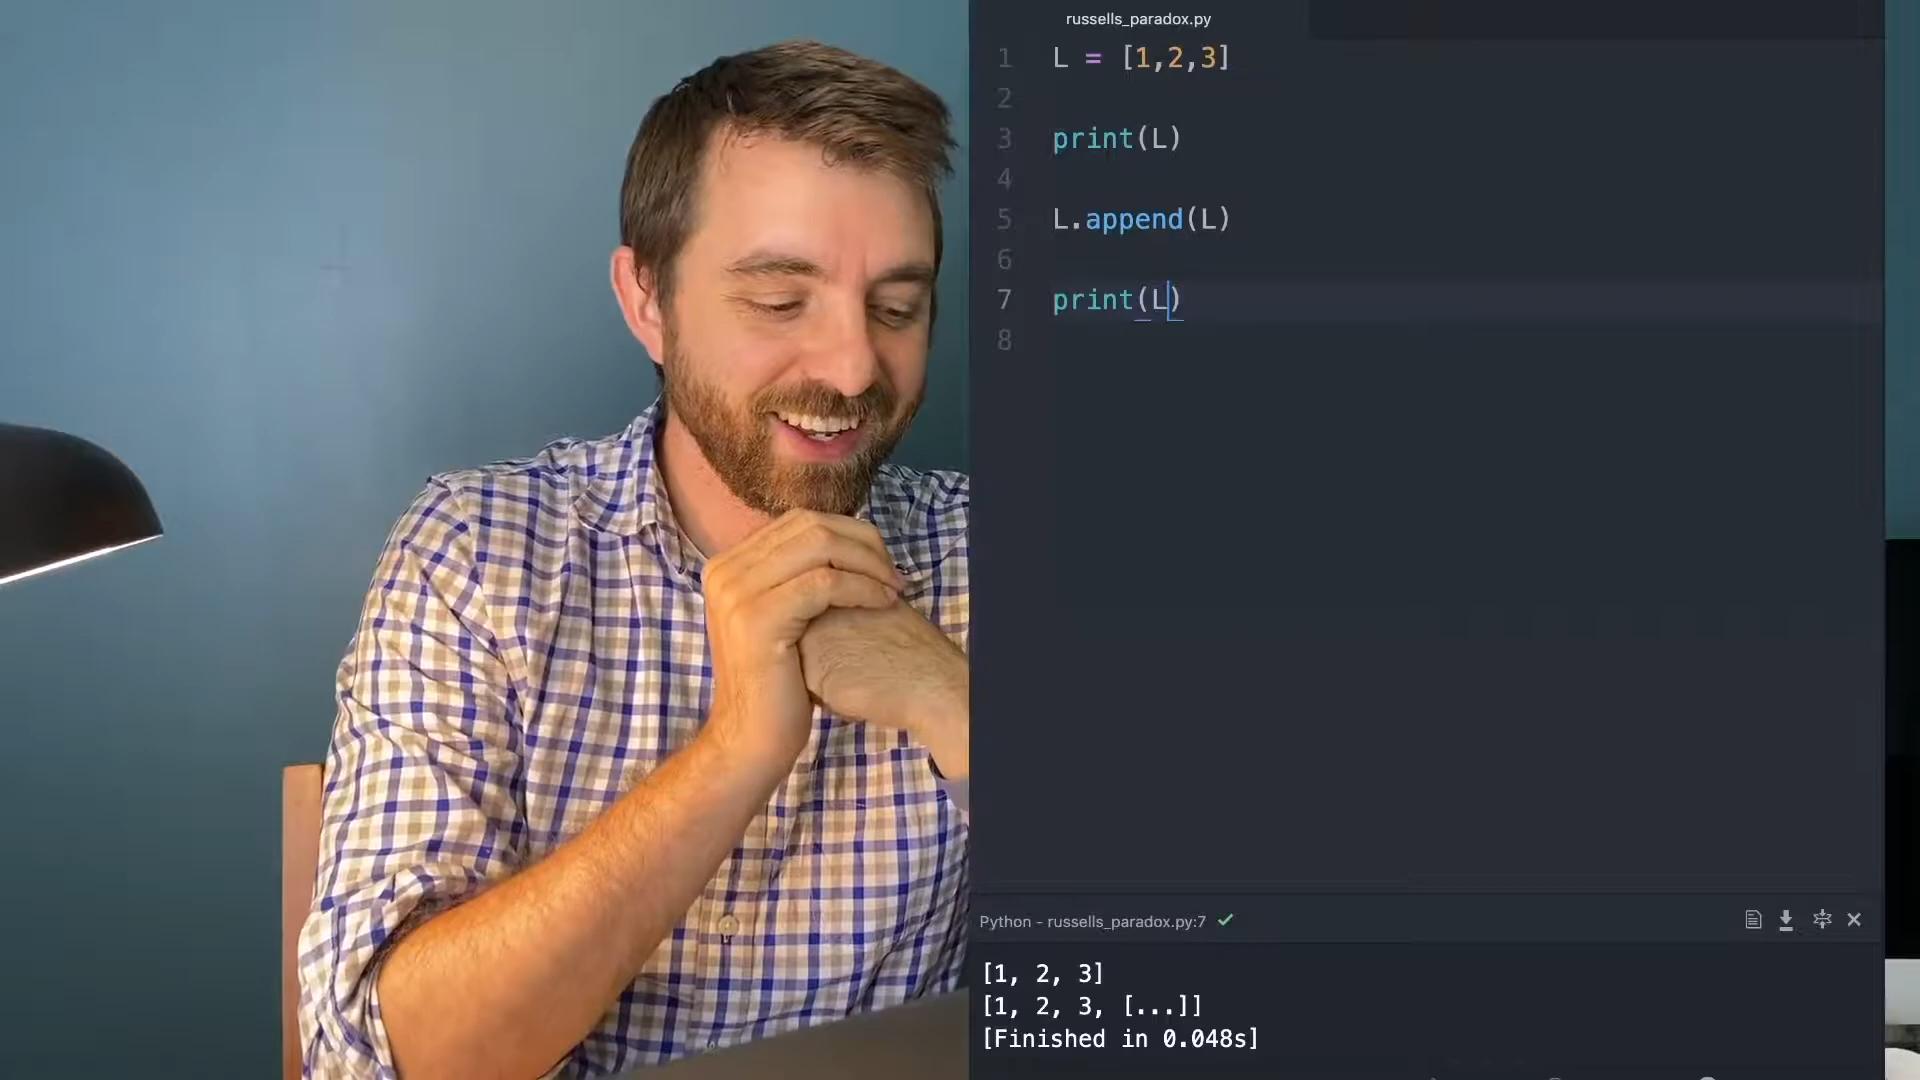 russells_paradox.py
1 L = [1,2,3]
2
3 print(L)
4
5 L.append(L)
6
7 print(L)
8
Python - russells_paradox.py:7
[1, 2, 3]
[1, 2, 3, [...]]
[Finished in 0.048s]